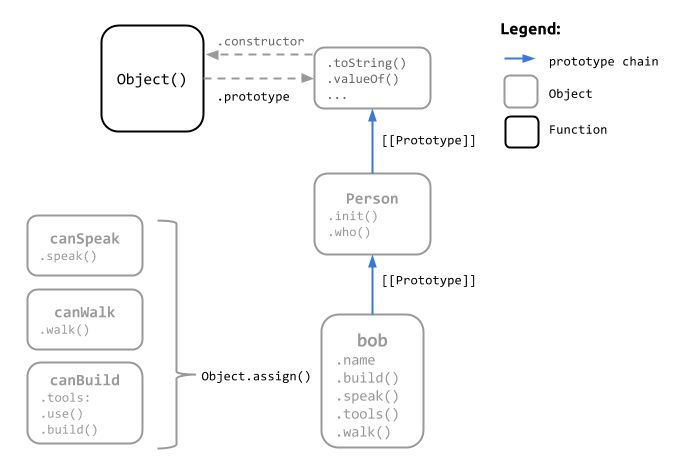 Legend:
prototype chain
Object
Function
Object()
.constructor
.prototype
.toString()
.valueOf()
...
[[Prototype]]
Person
.init()
.who()
[[Prototype]]
canSpeak
.speak()
canWalk
.walk()
canBuild
.tools:
.use()
.build()
Object.assign()
bob
.name
.build()
.speak()
.tools()
.walk()